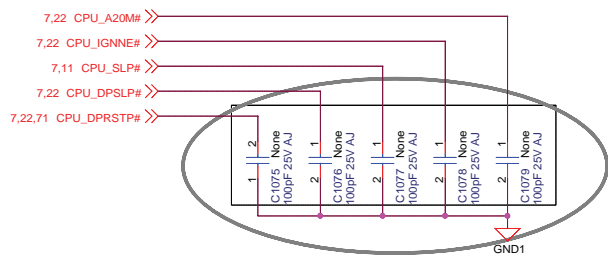 7,22 CPU_A20M#
7,22 CPU_IGNNE#
7,11 CPU_SLP#
7,22 CPU_DPSLP#
7,22,71 CPU_DPRSTP#
2 1 None C1075 100pF 25V AJ
1 2 None C1076 100pF 25V AJ
1 2 None C1077 100pF 25V AJ
1 2 None C1078 100pF 25V AJ
1 2 None C1079 100pF 25V AJ
GND1